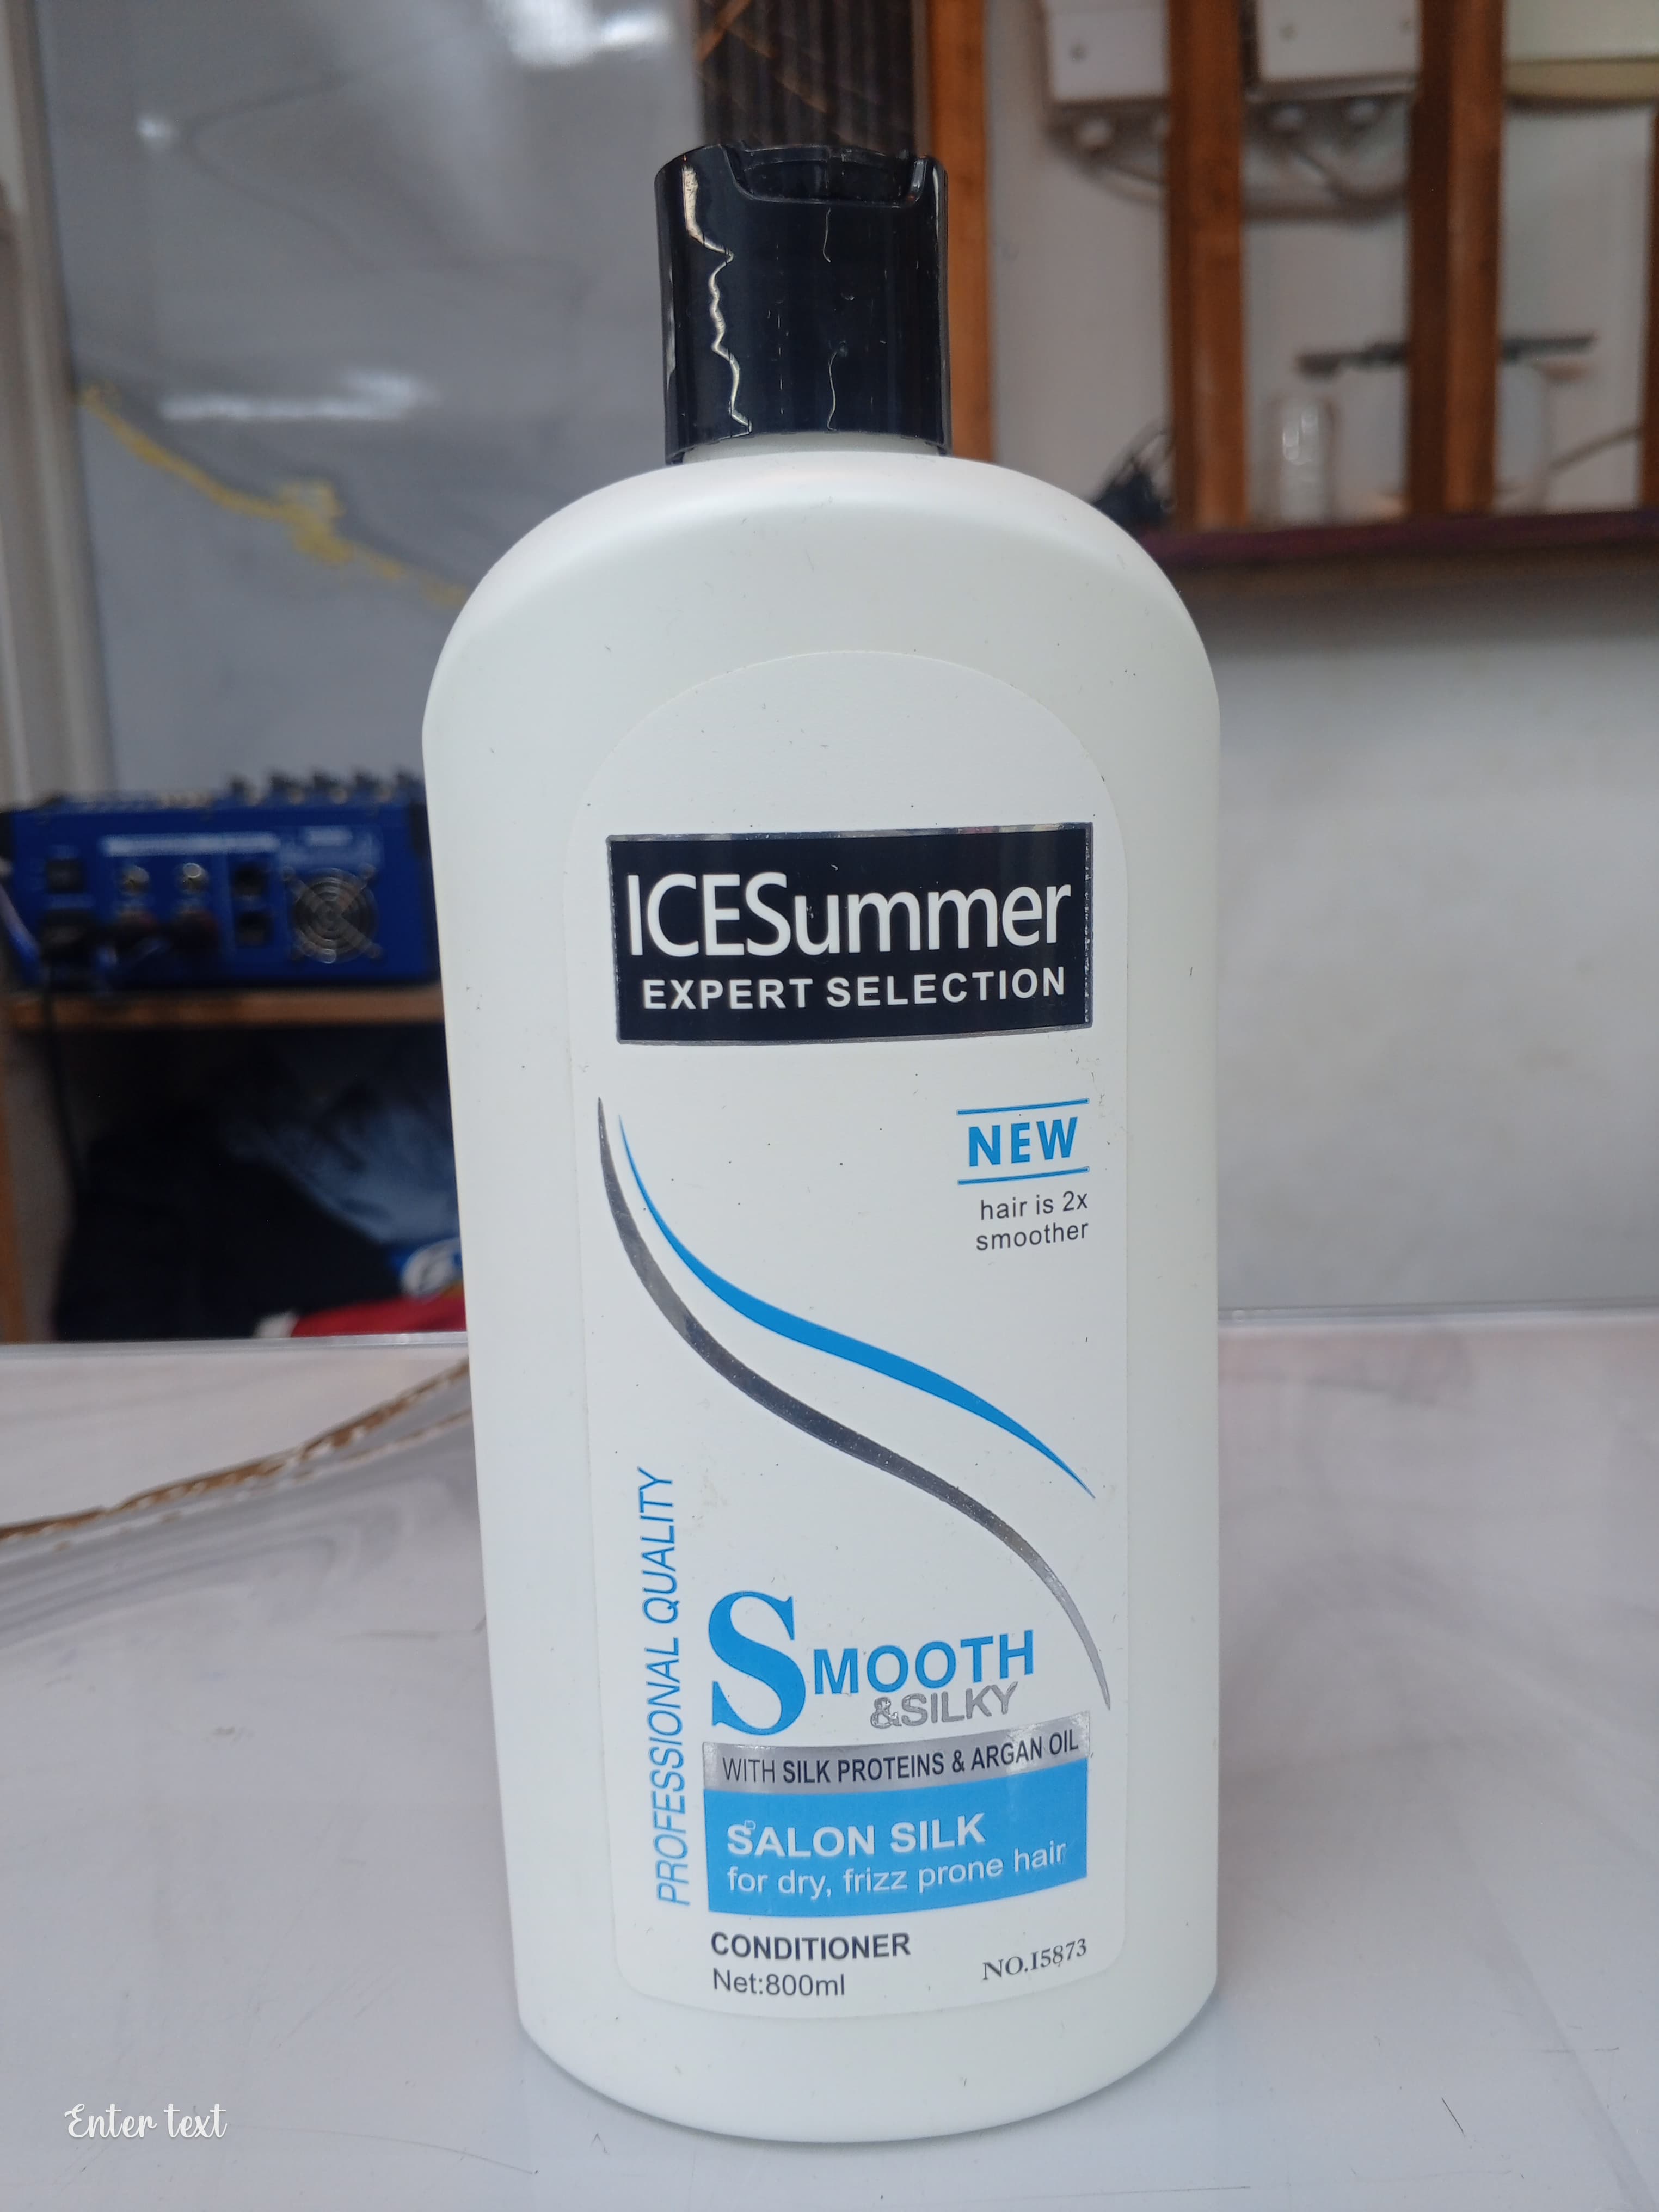 ICESummer
EXPERT SELECTION
NEW
hair is 2x
smoother
PROFESSIONAL QUALITY
SMOOTH
&SILKY
WITH SILK PROTEINS & ARGAN OIL
SALON SILK
for dry, frizz prone hair
CONDITIONER
Net:800ml
NO.I5873
Enter text